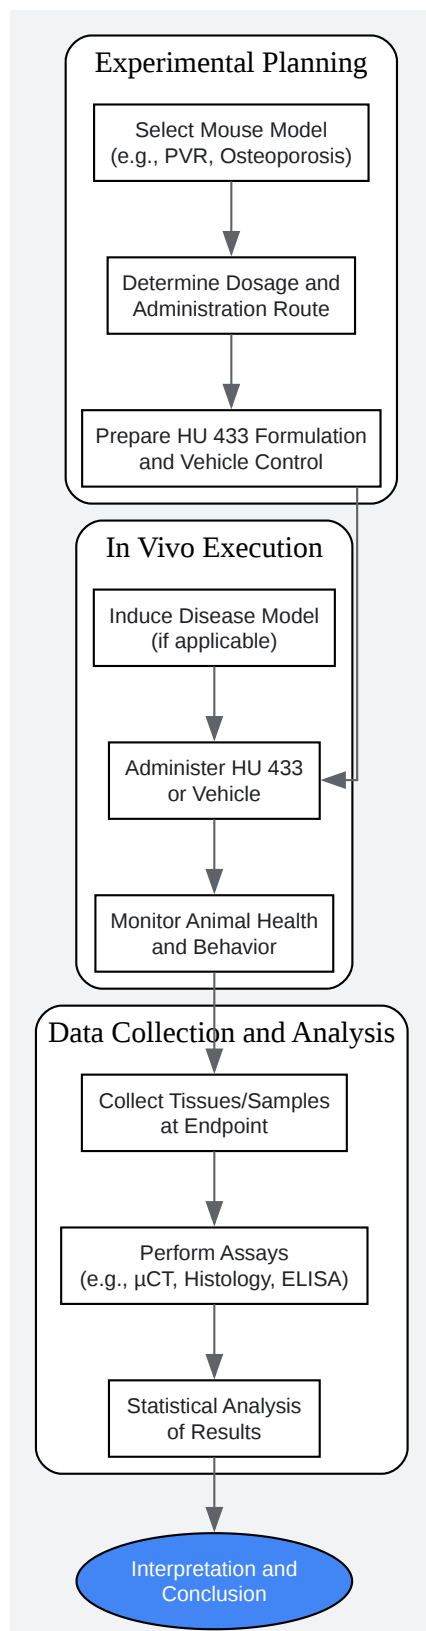 Experimental Planning
Select Mouse Model
(e.g., PVR, Osteoporosis)
Determine Dosage and
Administration Route
Prepare HU 433 Formulation
and Vehicle Control
In Vivo Execution
Induce Disease Model
(if applicable)
Administer HU 433
or Vehicle
Monitor Animal Health
and Behavior
Data Collection and Analysis
Collect Tissues/Samples
at Endpoint
Perform Assays
(e.g., µCT, Histology, ELISA)
Statistical Analysis
of Results
Interpretation and
Conclusion